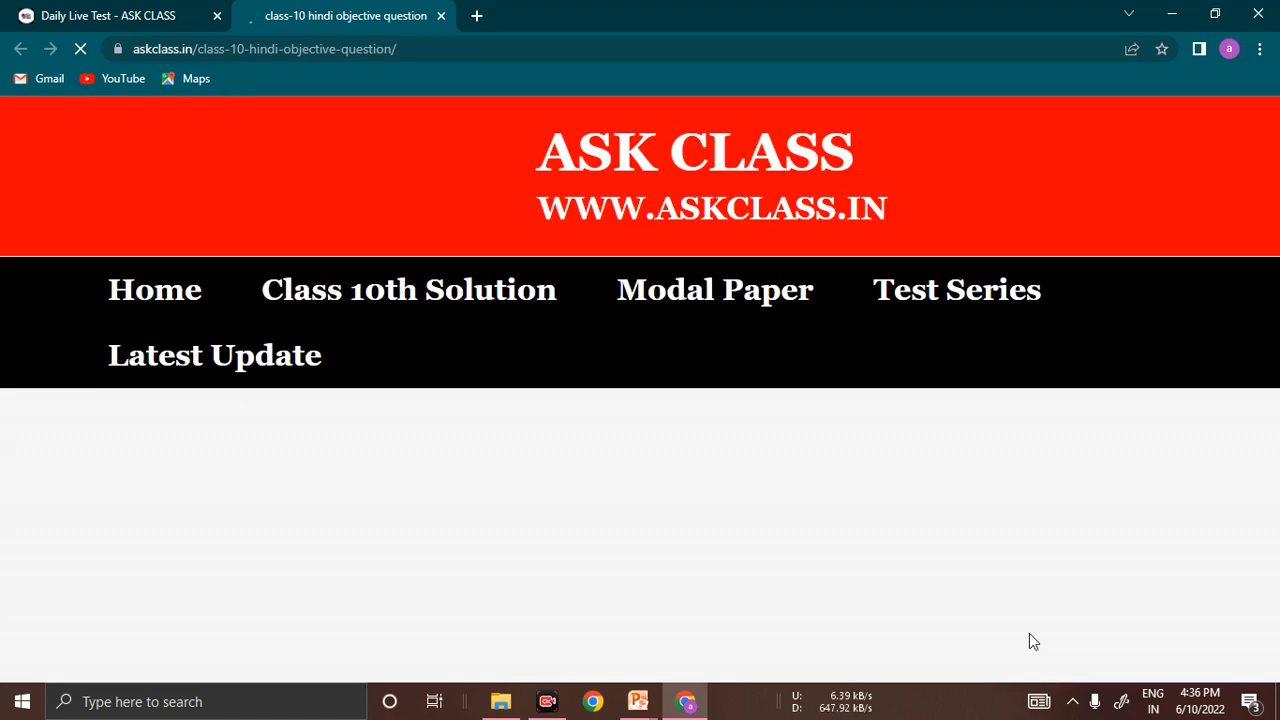 Daily Live Test - ASK CLASS
class-10 hindi objective question
askclass.in/class-10-hindi-objective-question/
a
Gmail
YouTube
Maps
ASK CLASS
WWW.ASKCLASS.IN
Home
Class 10th Solution
Modal Paper
Test Series
Latest Update
Type here to search
U: 6.39 kB/s
D: 647.92 kB/s
ENG
IN
4:36 PM
6/10/2022
3